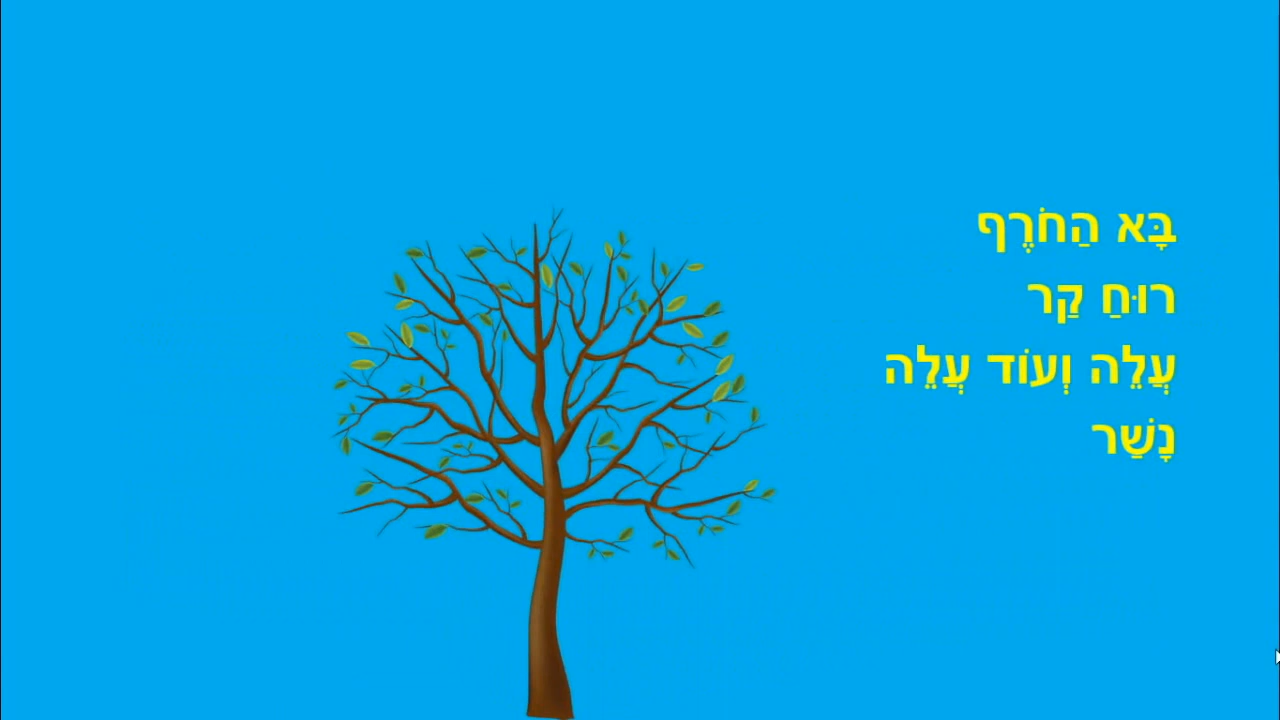 בָּא הַחֹרֶף
רוּחַ קַר
עֲלֵה וְעוֹד עֲלֵה
נָשַׁר